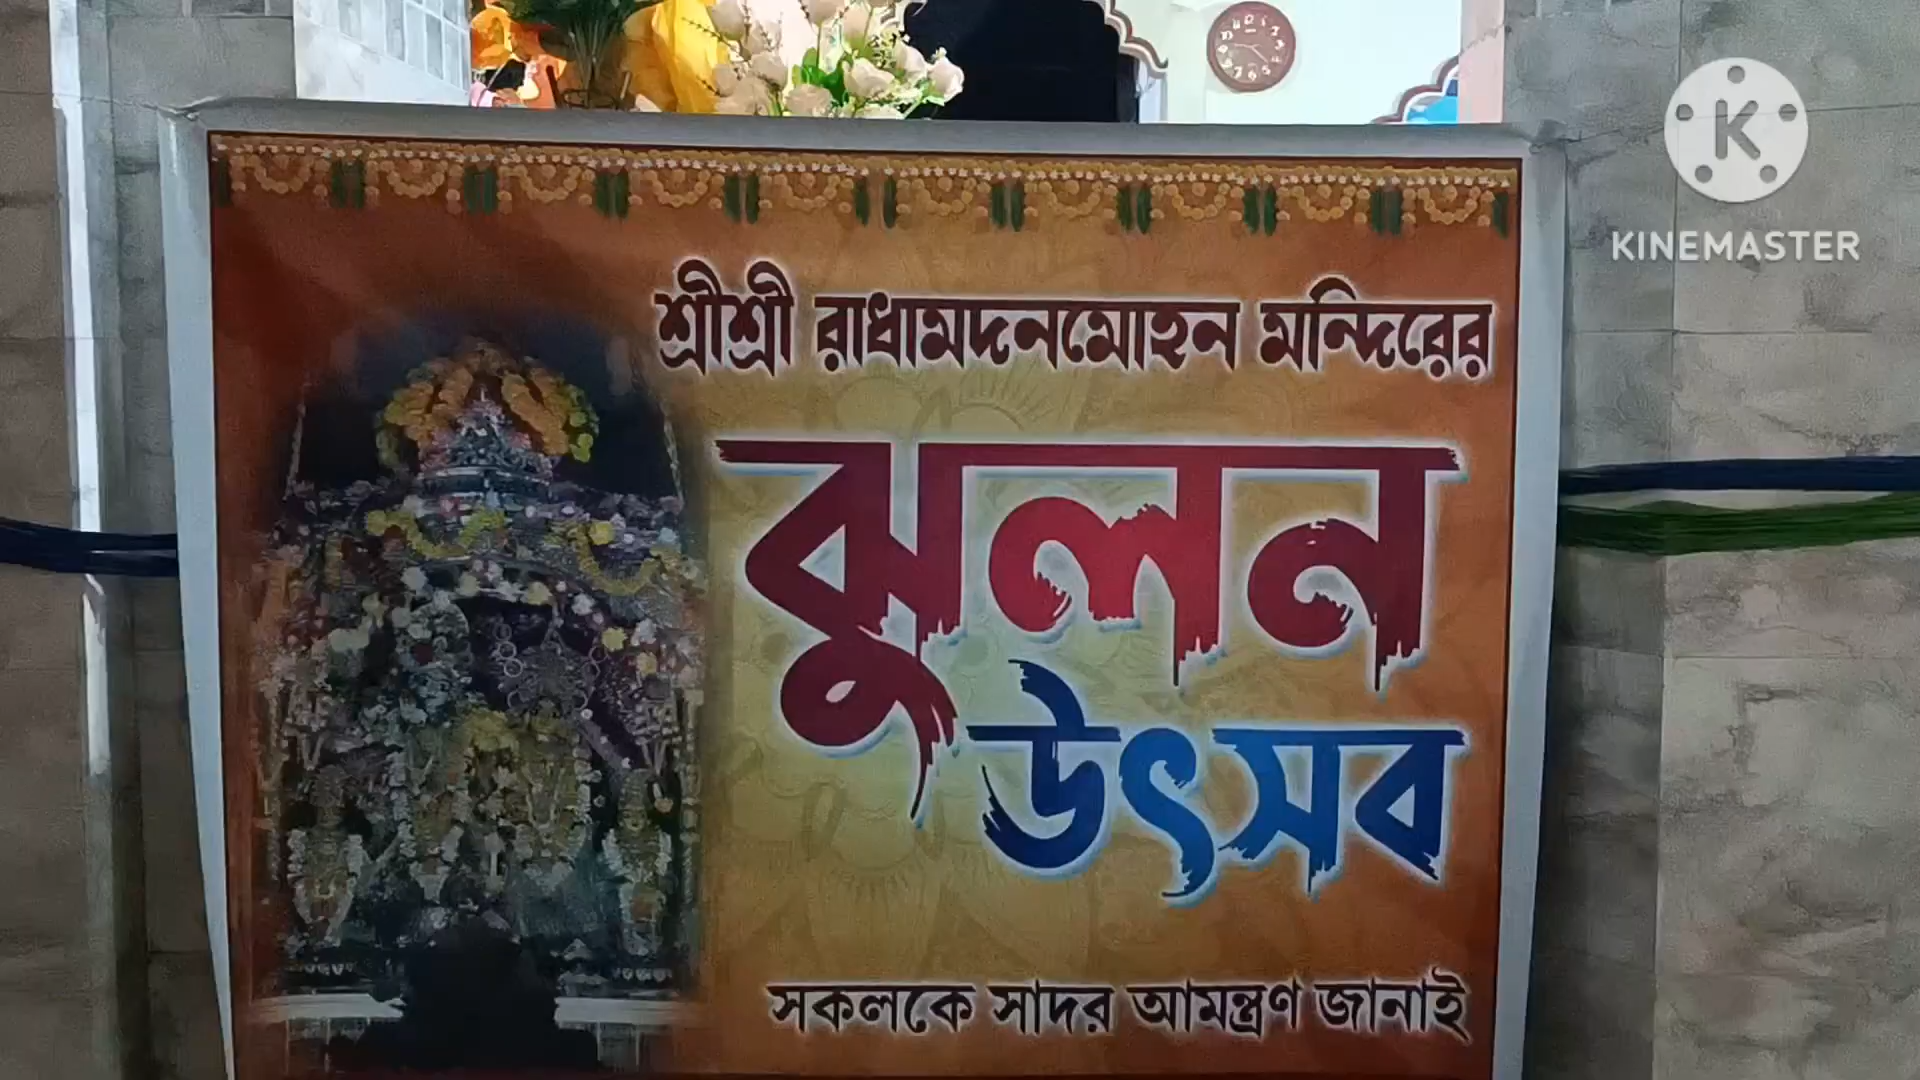 শ্রীশ্রী রাধামদনমোহন মন্দিরের
ঝুলন
উৎসব
সকলকে সাদর আমন্ত্রণ জানাই
KINEMASTER